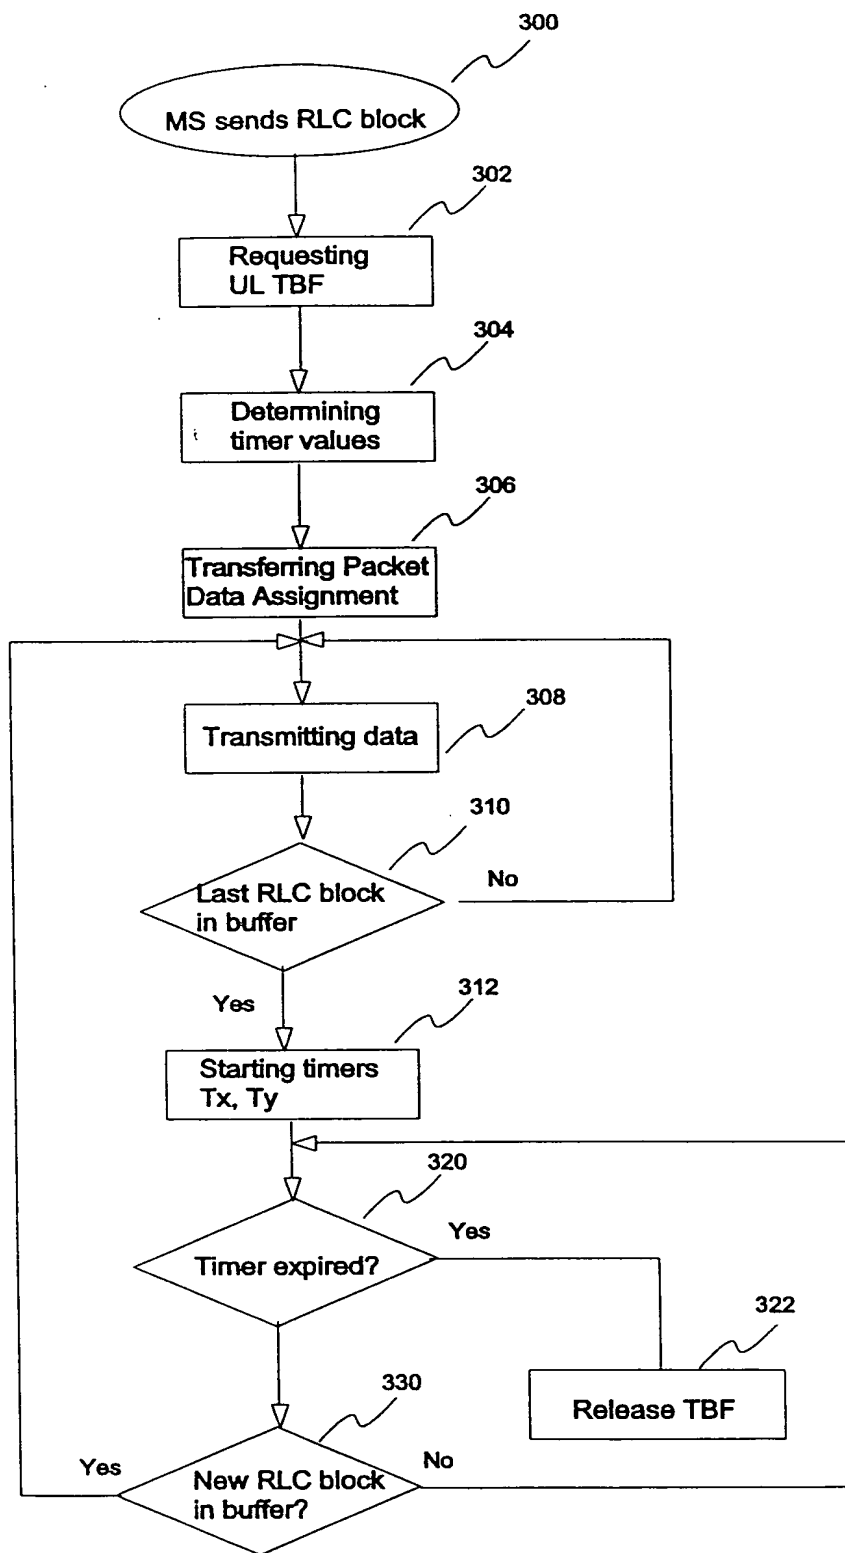 300
MS sends RLC block
302
Requesting
UL TBF
304
Determining
timer values
306
Transferring Packet
Data Assignment
308
Transmitting data
310
Last RLC block
in buffer
No
Yes
312
Starting timers
Tx, Ty
320
Yes
Timer expired?
322
Release TBF
330
Yes
No
New RLC block
in buffer?